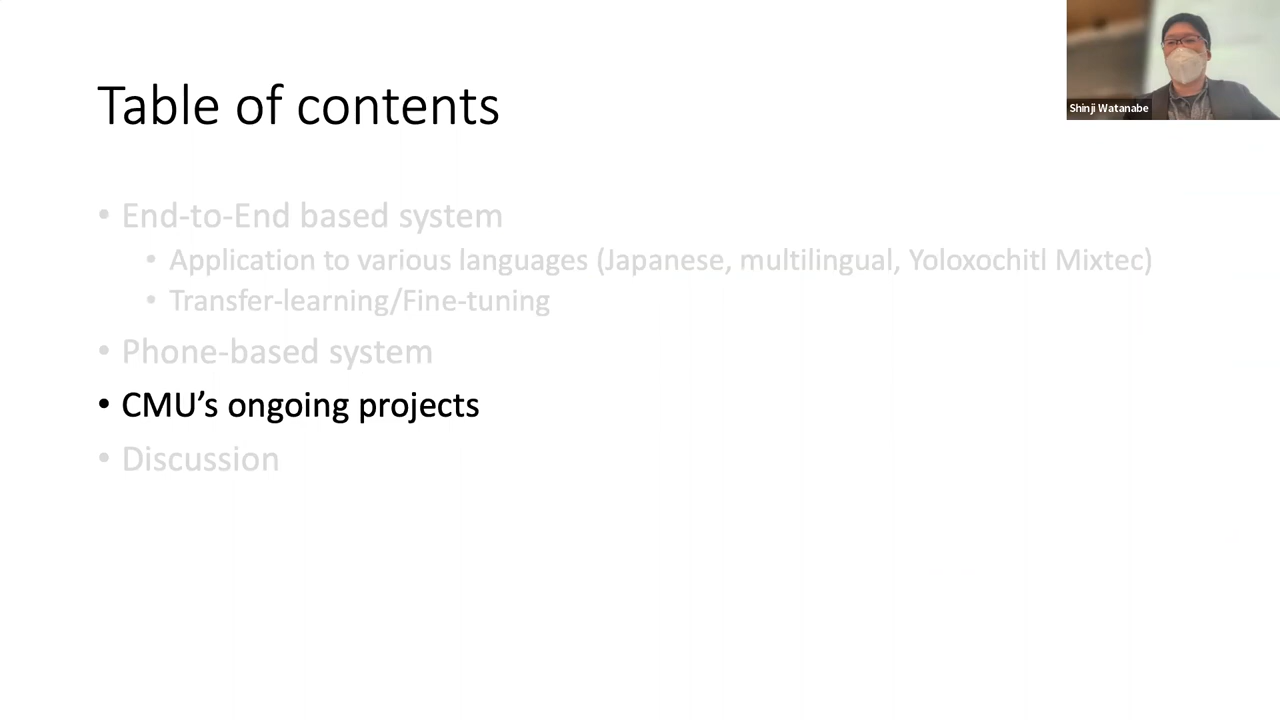 Table of contents
Shinji Watanabe
• End-to-End based system
• Application to various languages (Japanese, multilingual, Yoloxochitl Mixtec)
• Transfer-learning/Fine-tuning
• Phone-based system
• CMU’s ongoing projects
• Discussion